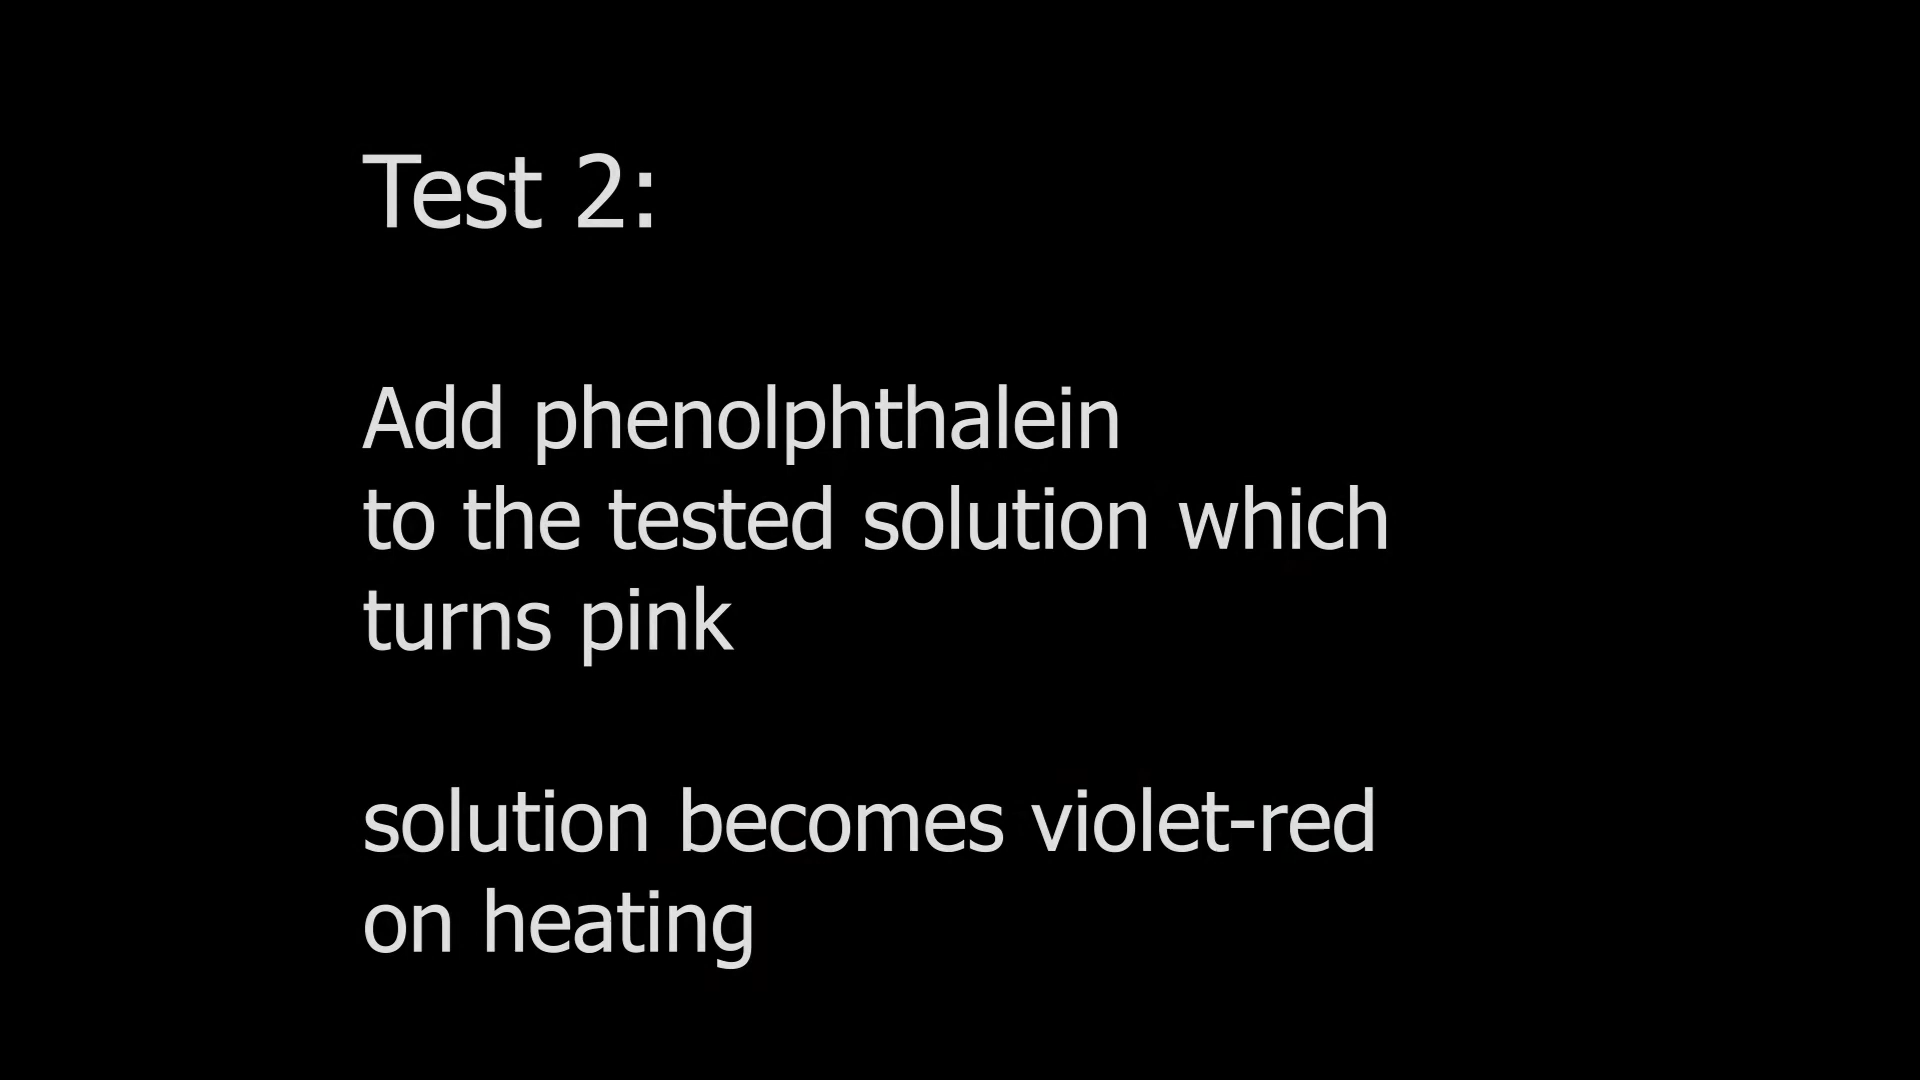 Test 2:
Add phenolphthalein
to the tested solution which
turns pink
solution becomes violet-red
on heating